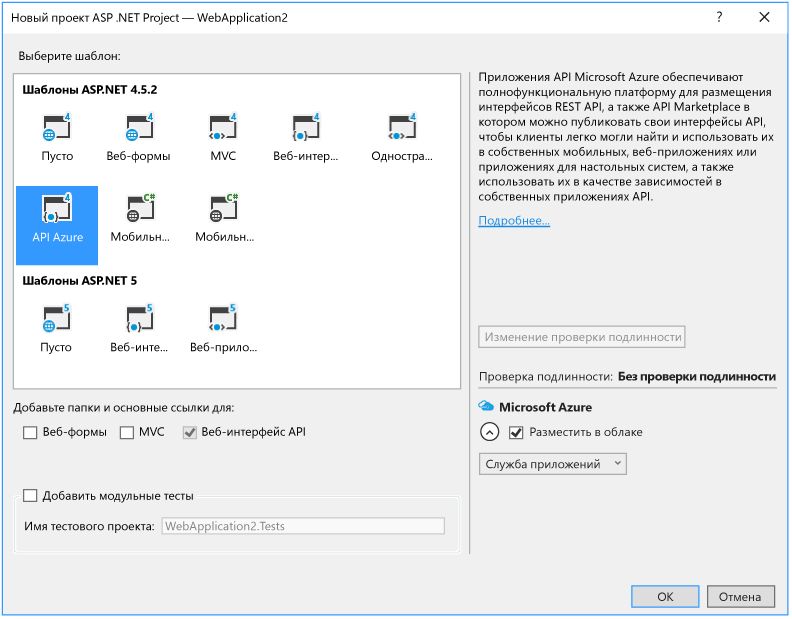 Новый проект ASP .NET Project — WebApplication2
?
Выберите шаблон:
Шаблоны ASP.NET 4.5.2
4 4 4 4 4
Пусто Веб-формы MVC Веб-интер... Одностра...
4 C# C#
API Azure Мобильн... Мобильн...
Шаблоны ASP.NET 5
5 5 5
Пусто Веб-инте... Веб-прило...
Добавьте папки и основные ссылки для:
Веб-формы MVC Веб-интерфейс API
Добавить модульные тесты
Имя тестового проекта: WebApplication2.Tests
Приложения API Microsoft Azure обеспечивают
полнофункциональную платформу для размещения
интерфейсов REST API, а также API Marketplace в
котором можно публиковать свои интерфейсы API,
чтобы клиенты легко могли найти и использовать их
в собственных мобильных, веб-приложениях или
приложениях для настольных систем, а также
использовать их в качестве зависимостей в
собственных приложениях API.
Подробнее...
Изменение проверки подлинности
Проверка подлинности: Без проверки подлинности
Microsoft Azure
Разместить в облаке
Служба приложений
OK Отмена